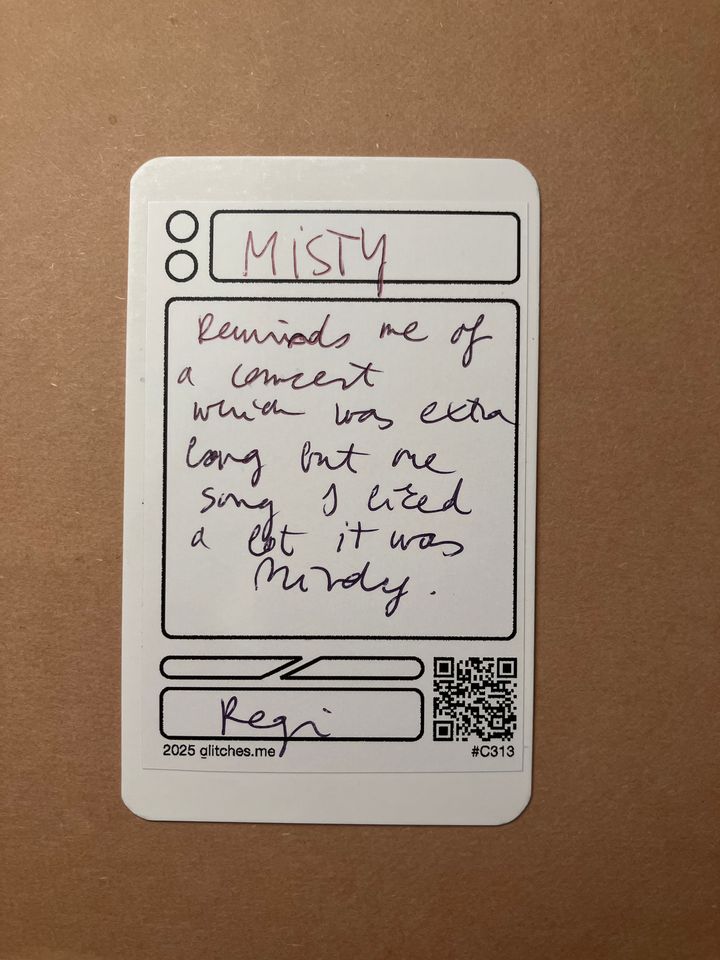 MiSTY
Reminds me of
a concert
which was extra
long but one
song I liked
a lot it was
Regi
2025 glitches.me
#C313